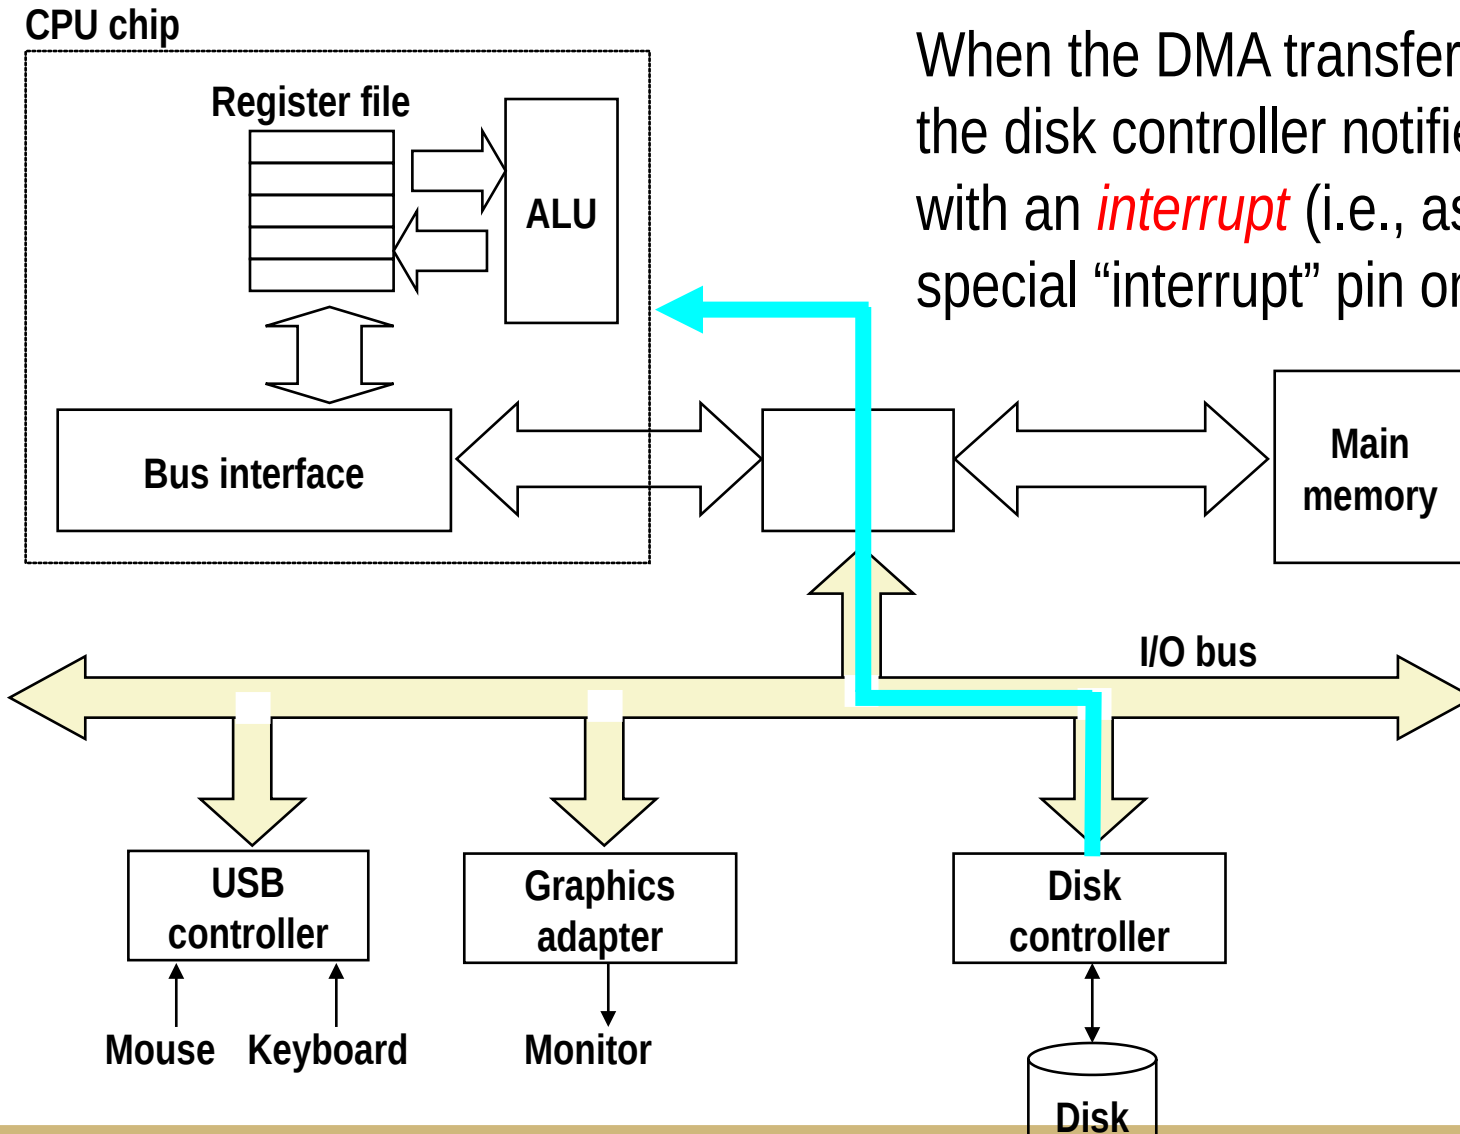 CPU chip
When the DMA transfer
the disk controller notifie
with an interrupt (i.e., as
special “interrupt” pin on
Register file
ALU
Bus interface
Main
memory
I/O bus
USB
controller
Graphics
adapter
Disk
controller
Mouse
Keyboard
Monitor
Disk